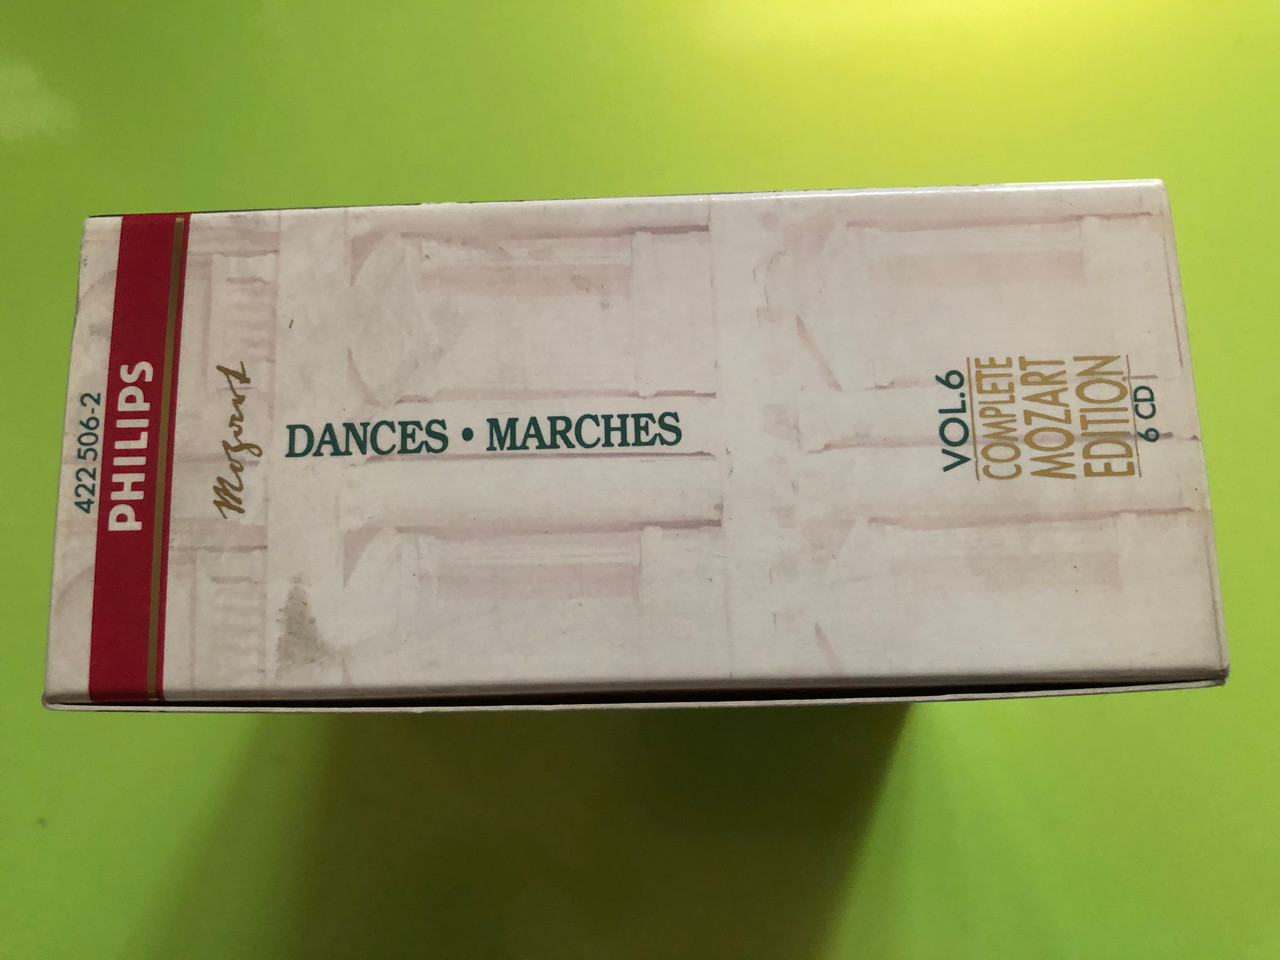 422 506-2
PHILIPS
Mozart
DANCES • MARCHES
VOL.6
COMPLETE
MOZART
EDITION
6 CD